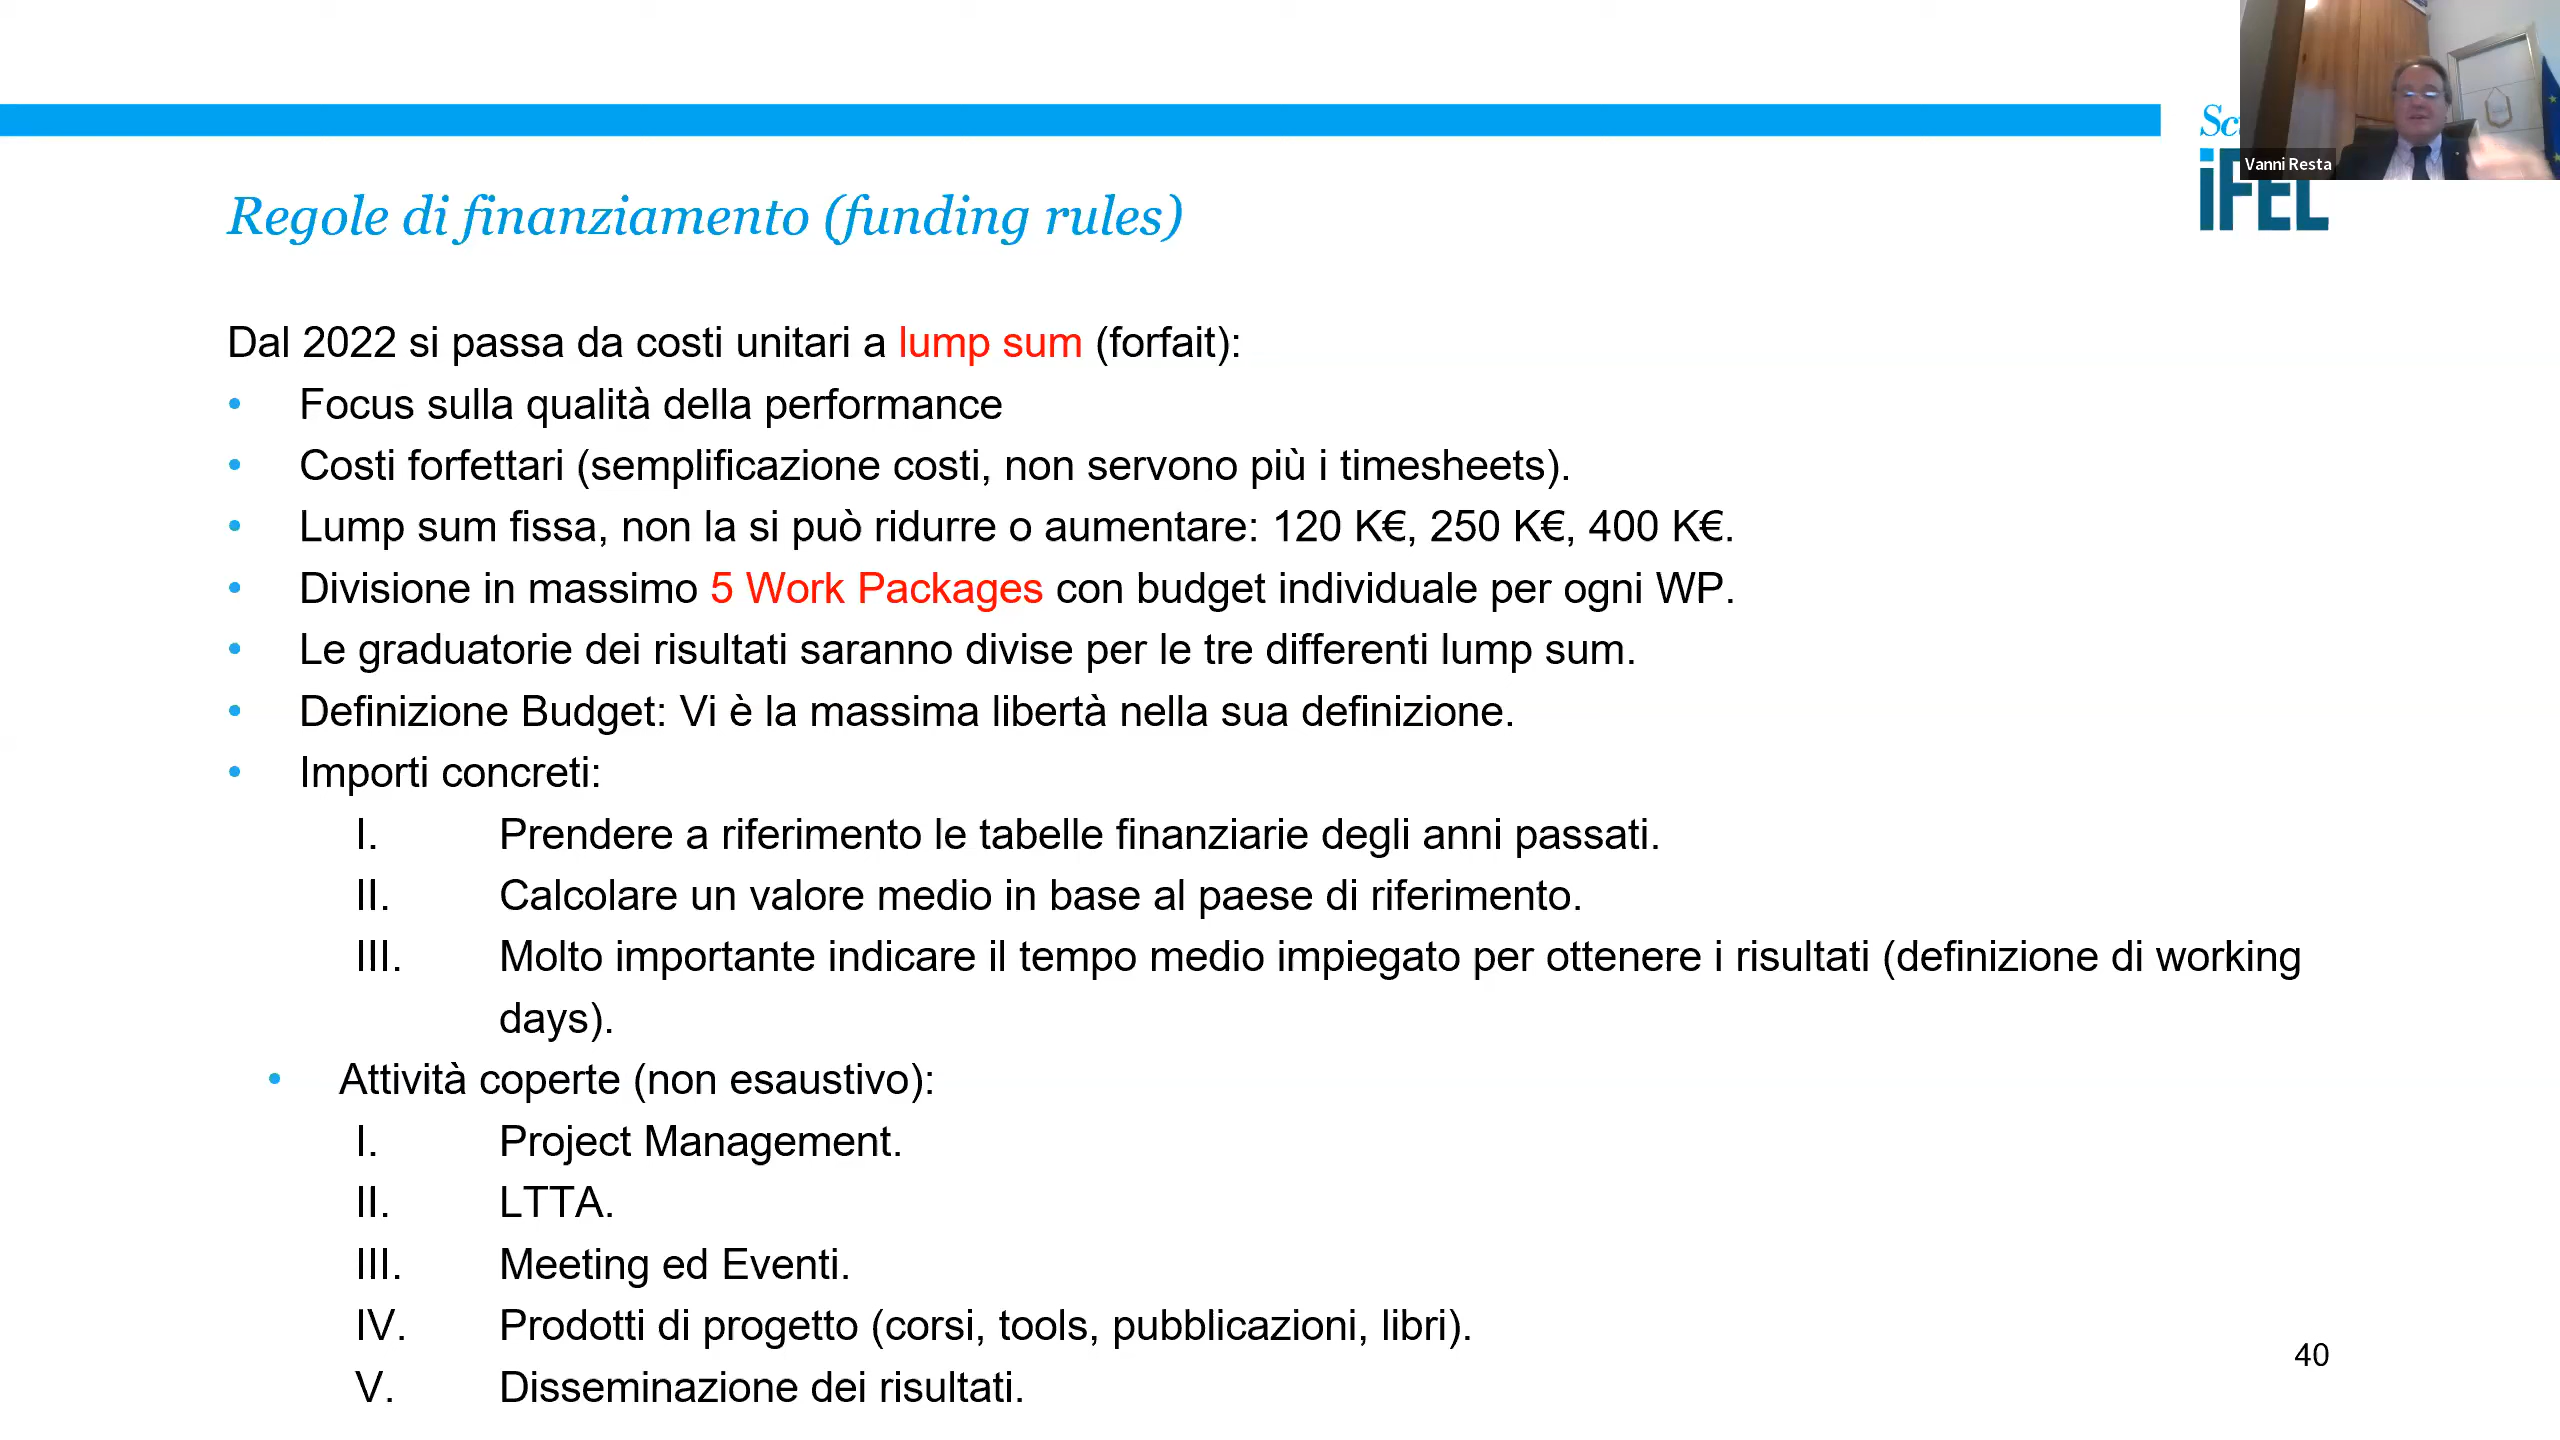 Vanni Resta
iFEL
Regole di finanziamento (funding rules)
Dal 2022 si passa da costi unitari a lump sum (forfait):
• Focus sulla qualità della performance
• Costi forfettari (semplificazione costi, non servono più i timesheets).
• Lump sum fissa, non la si può ridurre o aumentare: 120 K€, 250 K€, 400 K€.
• Divisione in massimo 5 Work Packages con budget individuale per ogni WP.
• Le graduatorie dei risultati saranno divise per le tre differenti lump sum.
• Definizione Budget: Vi è la massima libertà nella sua definizione.
• Importi concreti:
I. Prendere a riferimento le tabelle finanziarie degli anni passati.
II. Calcolare un valore medio in base al paese di riferimento.
III. Molto importante indicare il tempo medio impiegato per ottenere i risultati (definizione di working
days).
• Attività coperte (non esaustivo):
I. Project Management.
II. LTTA.
III. Meeting ed Eventi.
IV. Prodotti di progetto (corsi, tools, pubblicazioni, libri).
V. Disseminazione dei risultati.
40